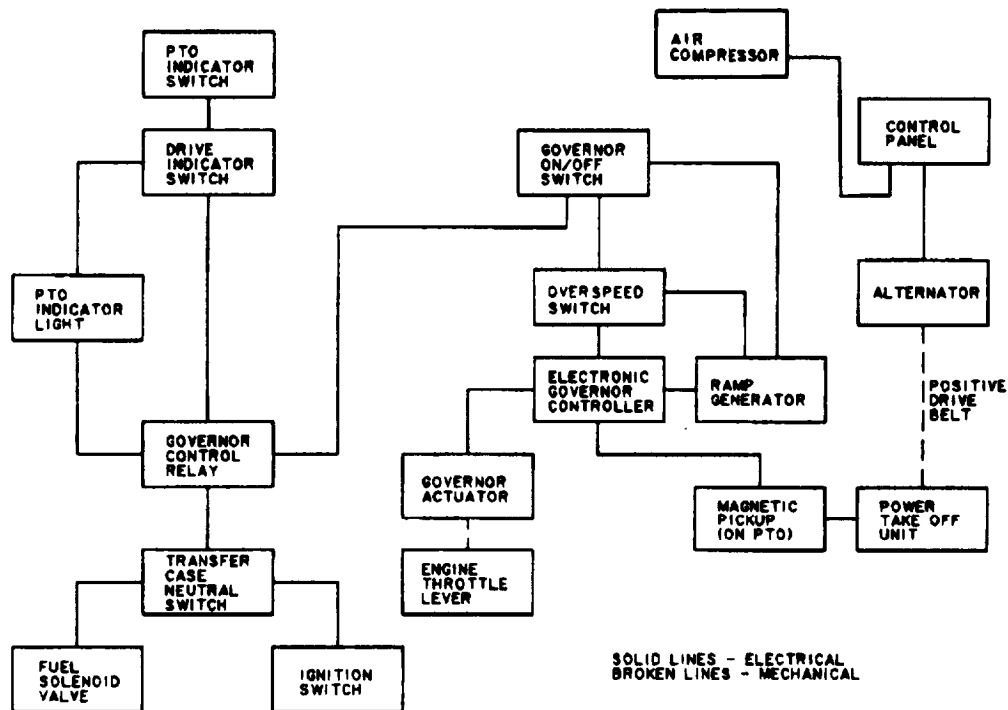 PTO
INDICATOR
SWITCH
AIR
COMPRESSOR
DRIVE
INDICATOR
SWITCH
GOVERNOR
ON/OFF
SWITCH
CONTROL
PANEL
PTO
INDICATOR
LIGHT
OVERSPEED
SWITCH
ALTERNATOR
ELECTRONIC
GOVERNOR
CONTROLLER
RAMP
GENERATOR
POSITIVE
DRIVE
BELT
GOVERNOR
CONTROL
RELAY
GOVERNOR
ACTUATOR
MAGNETIC
PICKUP
(ON PTO)
POWER
TAKE OFF
UNIT
TRANSFER
CASE
NEUTRAL
SWITCH
ENGINE
THROTTLE
LEVER
FUEL
SOLENOID
VALVE
IGNITION
SWITCH
SOLID LINES - ELECTRICAL
BROKEN LINES - MECHANICAL